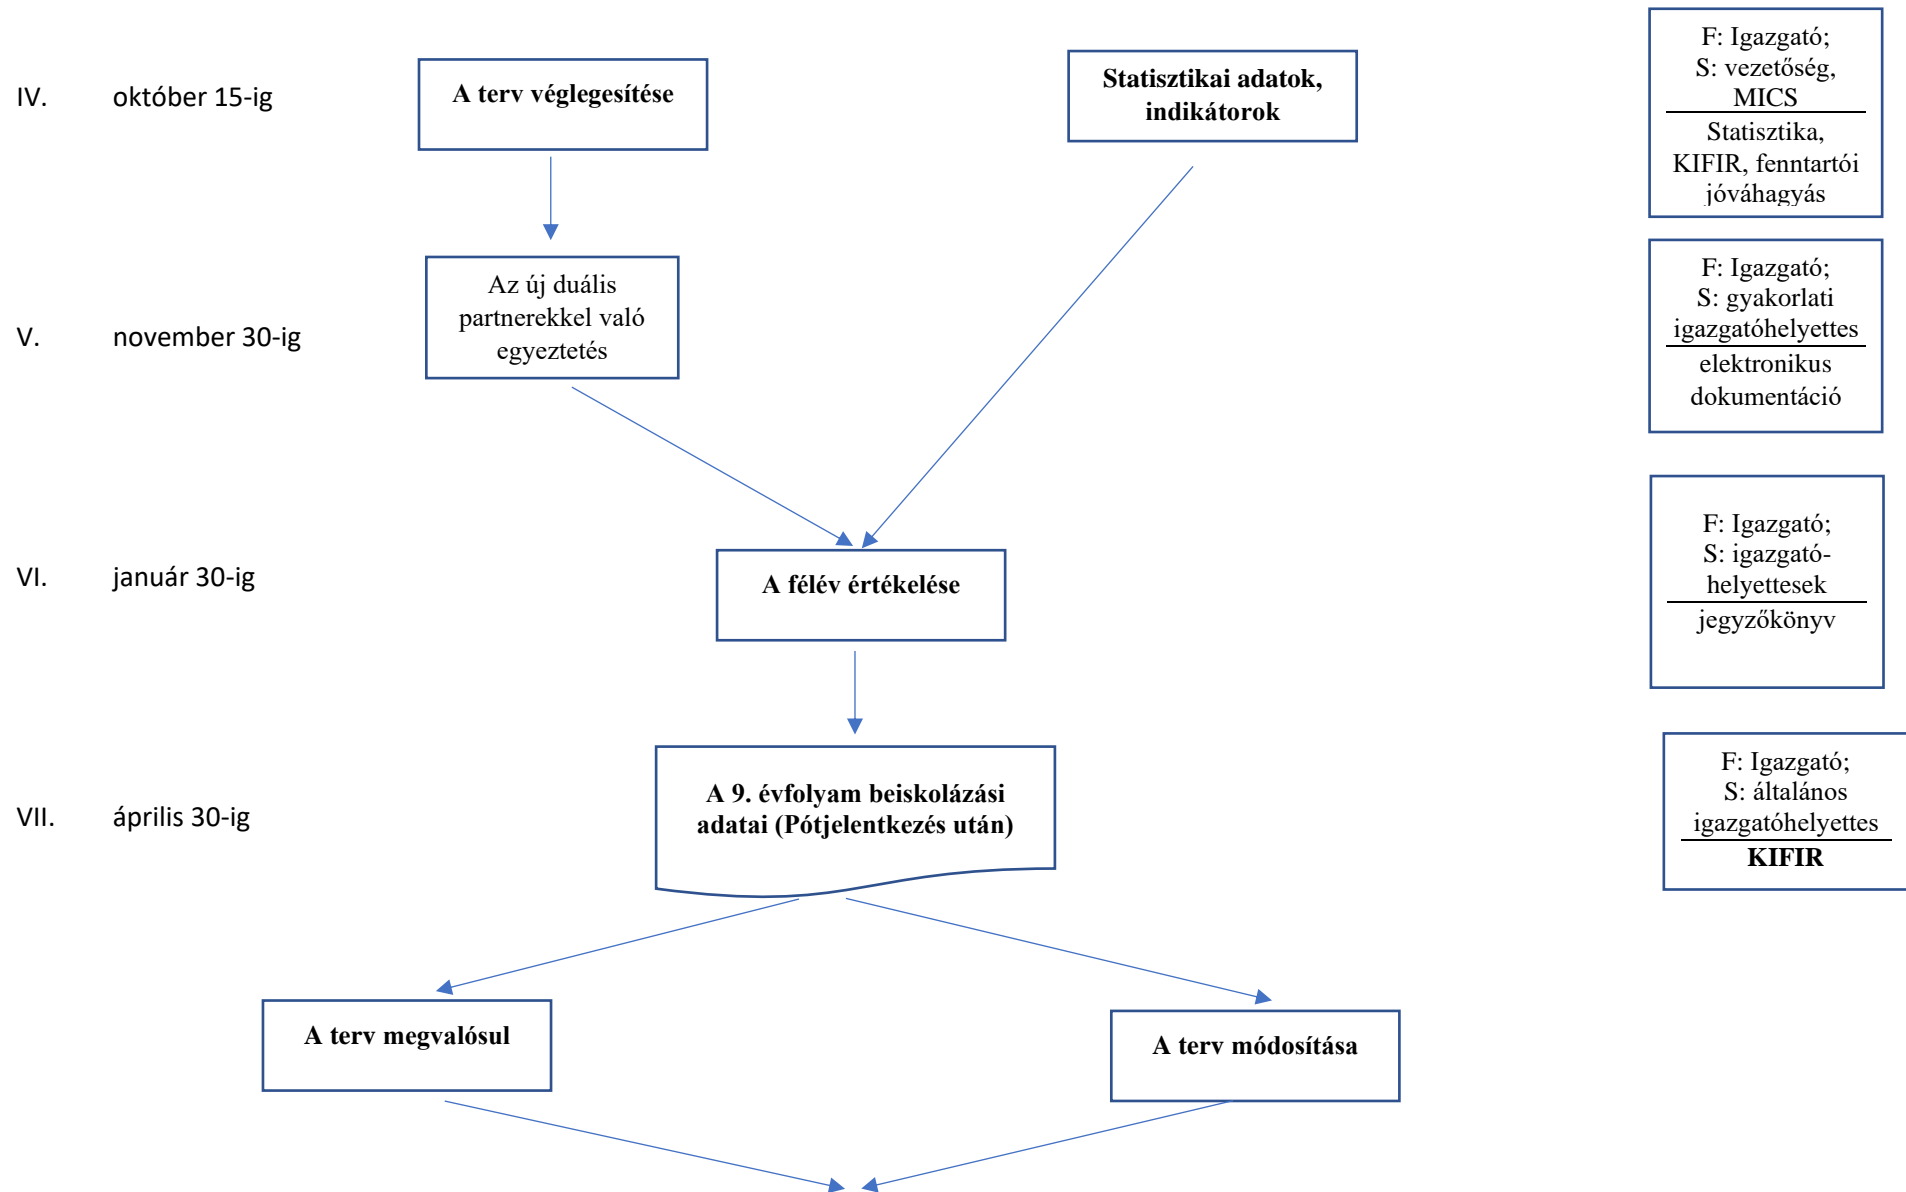 IV. október 15-ig
A terv véglegesítése
Statisztikai adatok,
indikátorok
F: Igazgató;
S: vezetőség,
MICS
Statisztika,
KIFIR, fenntartói
jóváhagyás
V. november 30-ig
Az új duális
partnerekkel való
egyeztetés
F: Igazgató;
S: gyakorlati
igazgatóhelyettes
elektronikus
dokumentáció
VI. január 30-ig
A félév értékelése
F: Igazgató;
S: igazgató-
helyettesek
jegyzőkönyv
VII. április 30-ig
A 9. évfolyam beiskolázási
adatai (Pótjelentkezés után)
F: Igazgató;
S: általános
igazgatóhelyettes
KIFIR
A terv megvalósul
A terv módosítása